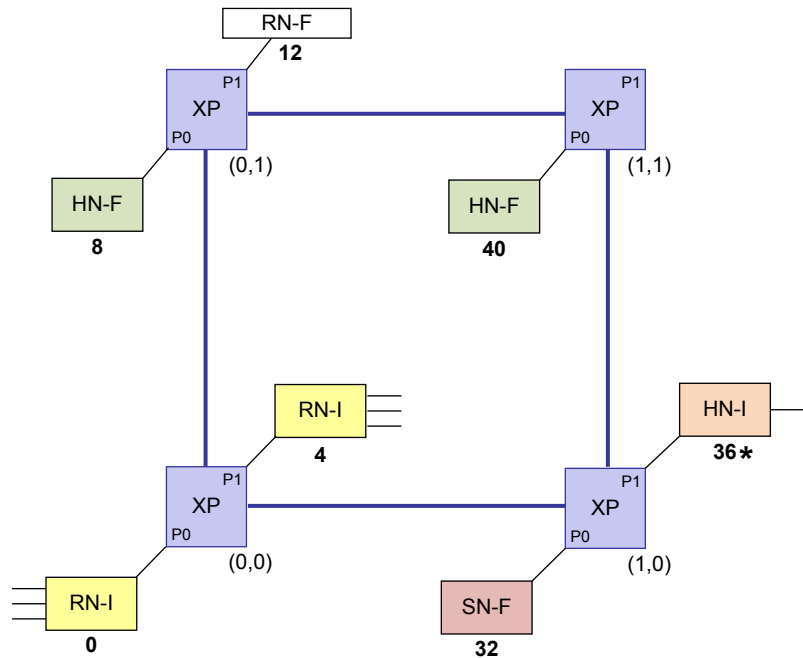 RN-F
12
P1
XP
P0
(0,1)
P1
XP
P0
(1,1)
HN-F
8
HN-F
40
RN-I
4
HN-I
36*
P1
XP
P0
(0,0)
P1
XP
P0
(1,0)
RN-I
0
SN-F
32